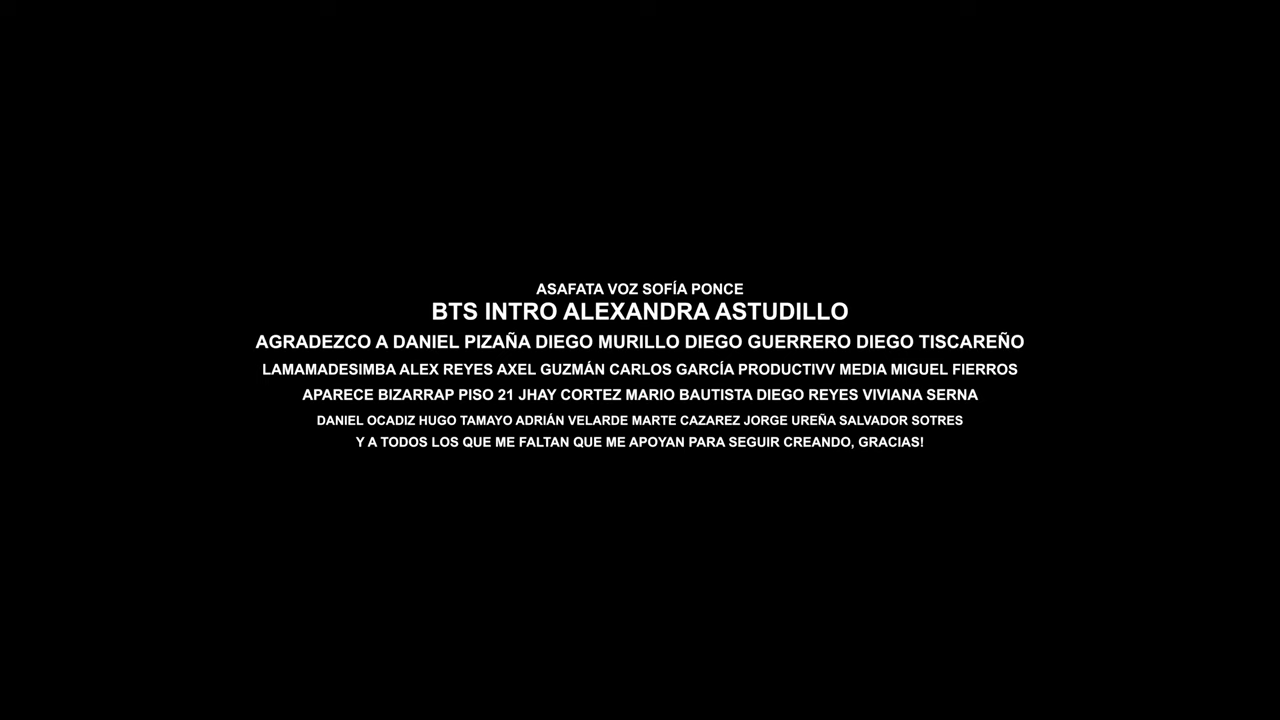 ASAFATA VOZ SOFÍA PONCE
BTS INTRO ALEXANDRA ASTUDILLO
AGRADEZCO A DANIEL PIZAÑA DIEGO MURILLO DIEGO GUERRERO DIEGO TISCAREÑO
LAMAMADESIMBA ALEX REYES AXEL GUZMÁN CARLOS GARCÍA PRODUCTIVV MEDIA MIGUEL FIERROS
APARECE BIZARRAP PISO 21 JHAY CORTEZ MARIO BAUTISTA DIEGO REYES VIVIANA SERNA
DANIEL OCADIZ HUGO TAMAYO ADRIÁN VELARDE MARTE CAZAREZ JORGE UREÑA SALVADOR SOTRES
Y A TODOS LOS QUE ME FALTAN QUE ME APOYAN PARA SEGUIR CREANDO, GRACIAS!